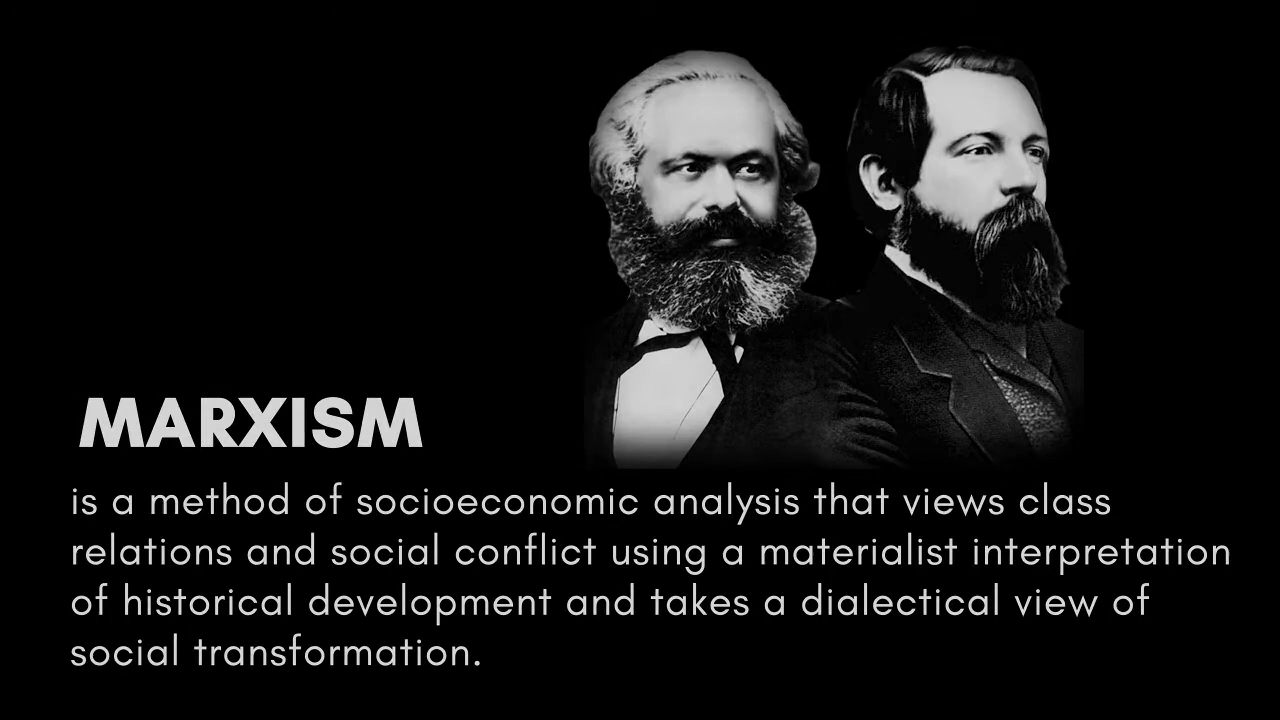 MARXISM
is a method of socioeconomic analysis that views class
relations and social conflict using a materialist interpretation
of historical development and takes a dialectical view of
social transformation.